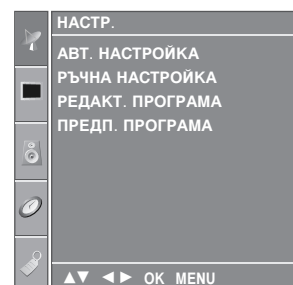 НАСТР.
АВТ. НАСТРОЙКА
РЪЧНА НАСТРОЙКА
РЕДАКТ. ПРОГРАМА
ПРЕДП. ПРОГРАМА
▲▼ ◄► OK MENU